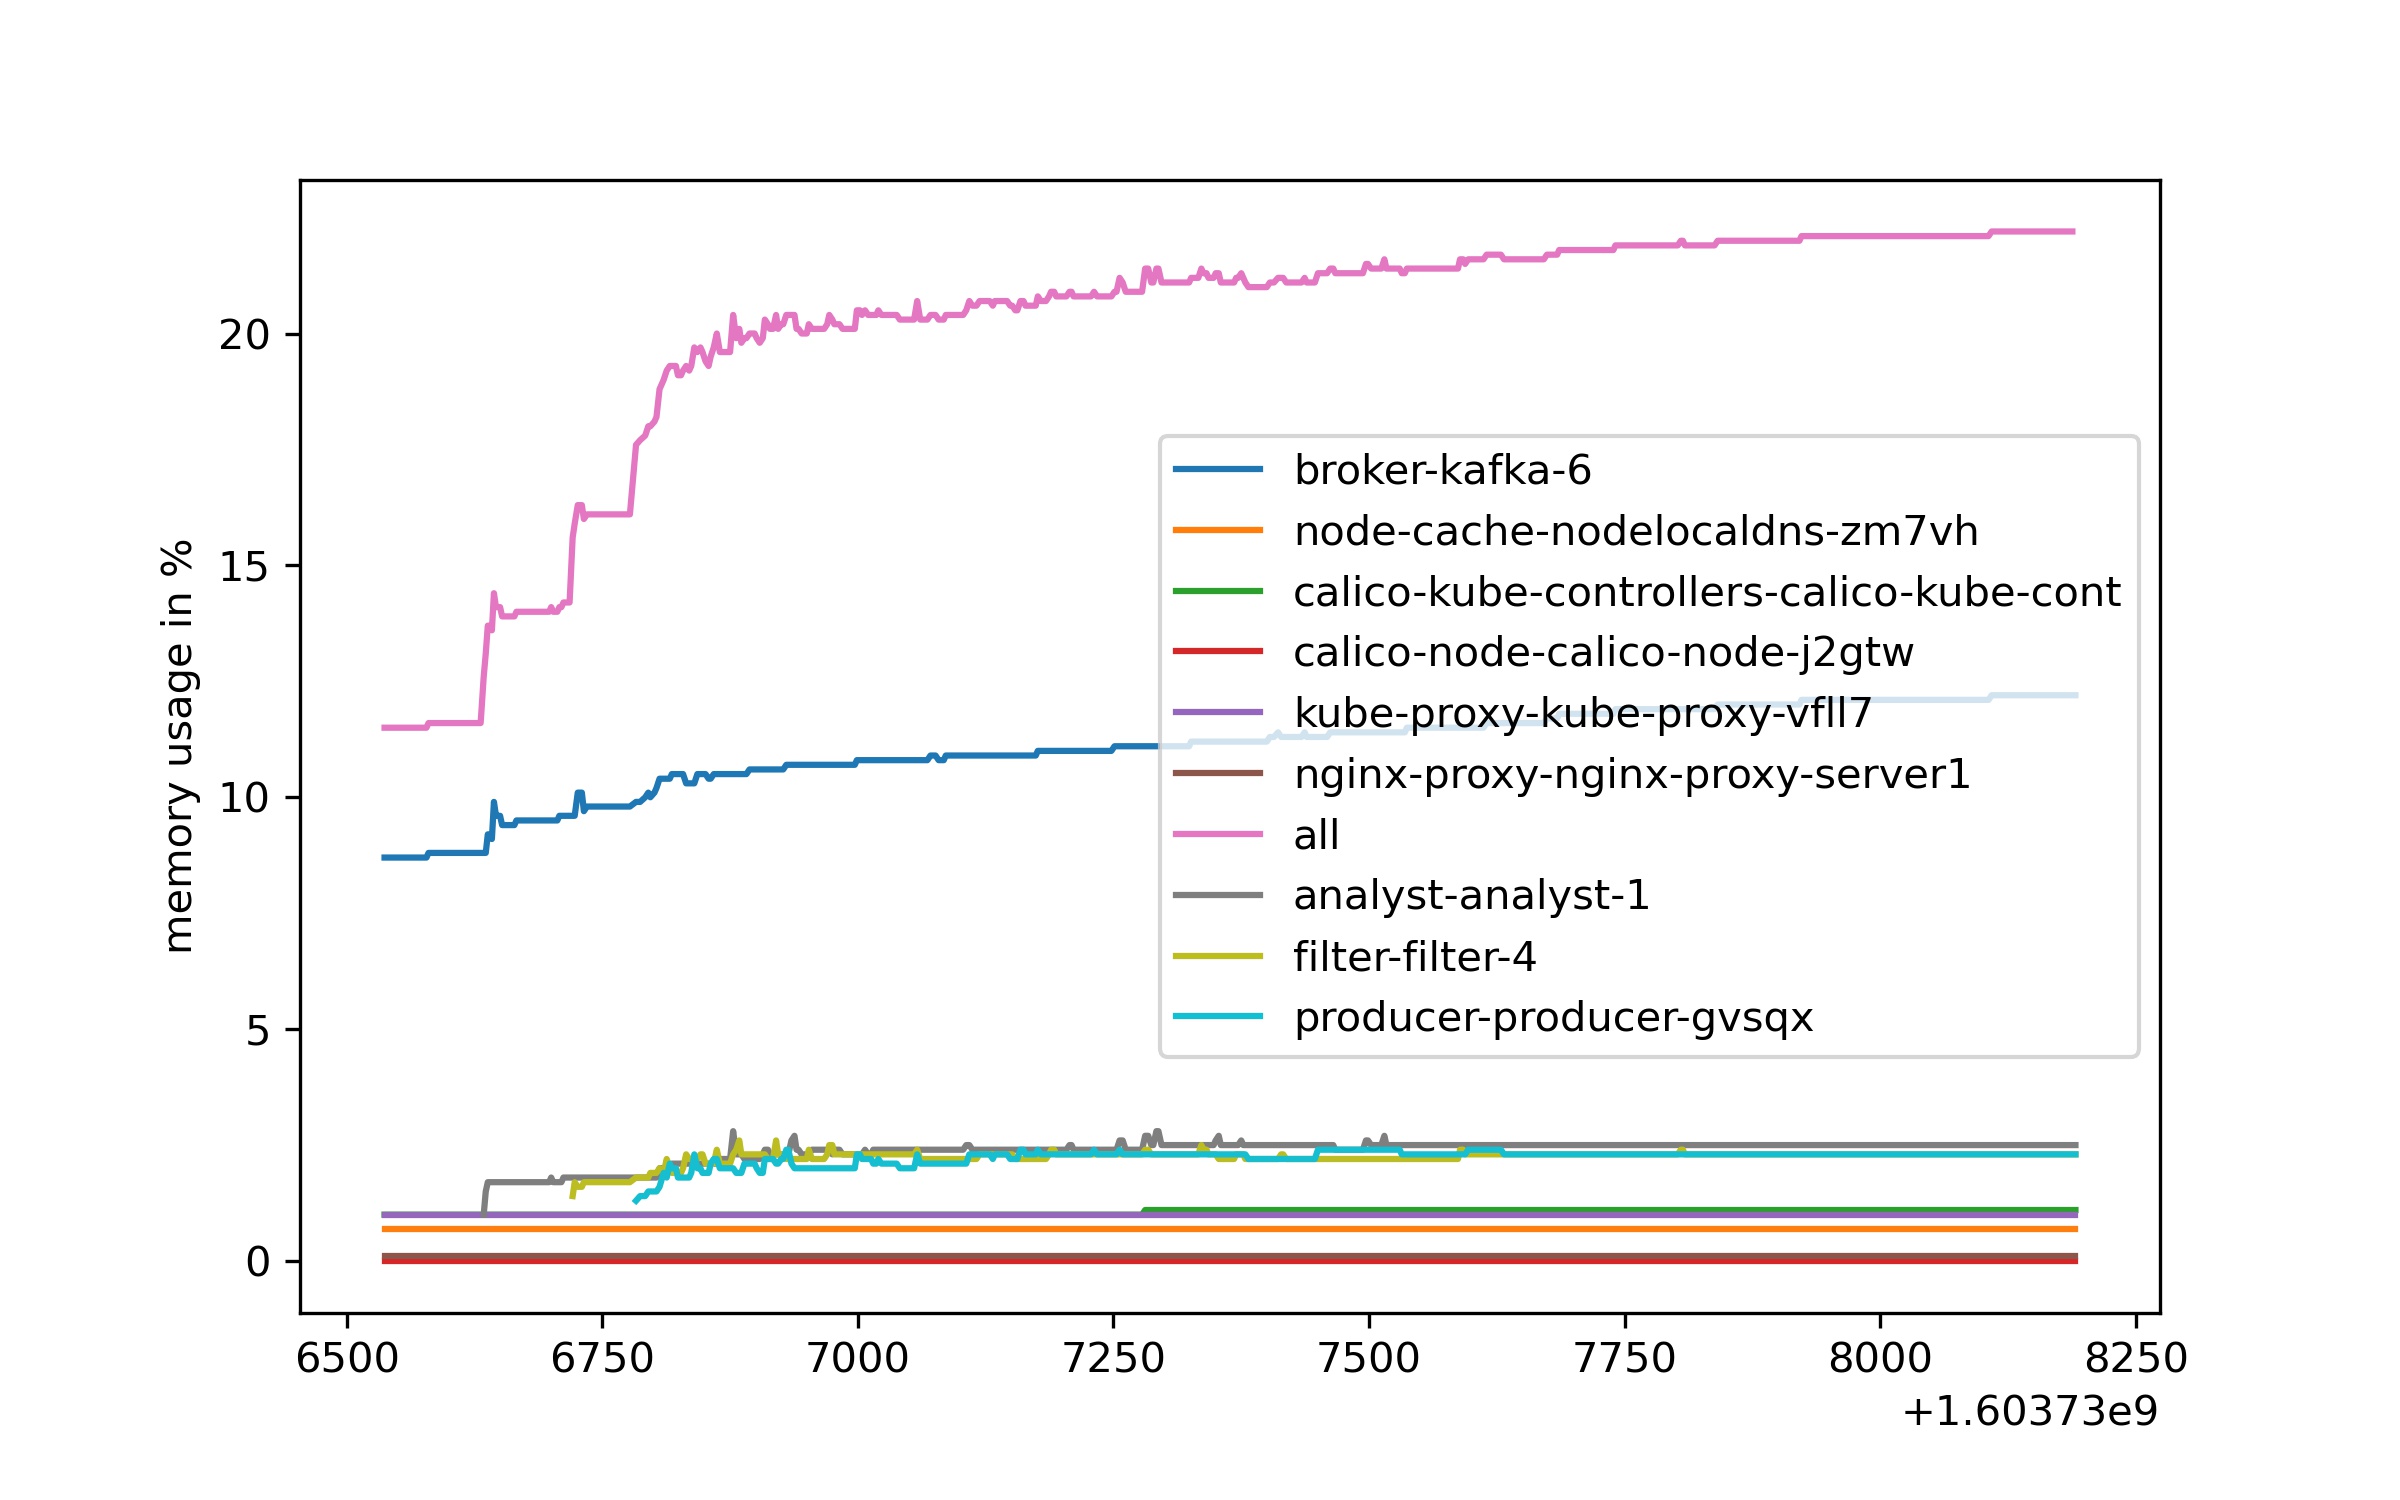 memory usage in %
20
15
10
5
0
broker-kafka-6
node-cache-nodelocaldns-zm7vh
calico-kube-controllers-calico-kube-cont
calico-node-calico-node-j2gtw
kube-proxy-kube-proxy-vfll7
nginx-proxy-nginx-proxy-server1
all
analyst-analyst-1
filter-filter-4
producer-producer-gvsqx
6500 6750 7000 7250 7500 7750 8000 8250
+1.60373e9